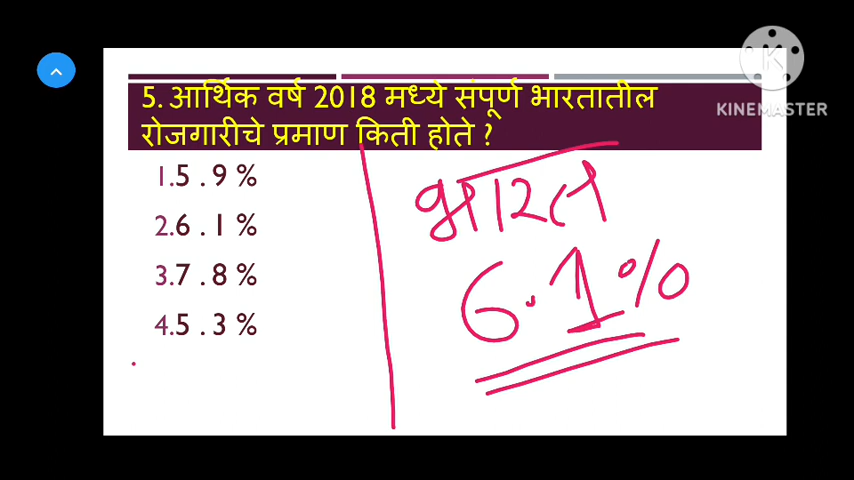 5. आर्थिक वर्ष 2018 मध्ये संपूर्ण भारतातील
रोजगारीचे प्रमाण किती होते ?
1.5 . 9 %
2.6 . 1 %
3.7 . 8 %
4.5 . 3 %
भारत
6.1%
K
KINEMASTER